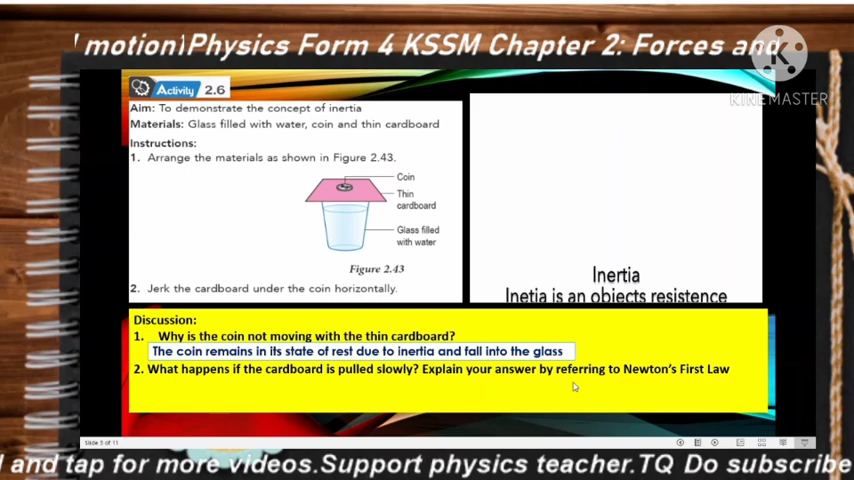 motion)Physics Form 4 KSSM Chapter 2: Forces and
K
KINEMASTER
Activity 2.6
Aim: To demonstrate the concept of inertia
Materials: Glass filled with water, coin and thin cardboard
Instructions:
1. Arrange the materials as shown in Figure 2.43.
Coin
Thin
cardboard
Glass filled
with water
Figure 2.43
2. Jerk the cardboard under the coin horizontally.
Inertia
Inetia is an objects resistence
Discussion:
1. Why is the coin not moving with the thin cardboard?
The coin remains in its state of rest due to inertia and fall into the glass
2. What happens if the cardboard is pulled slowly? Explain your answer by referring to Newton's First Law
Slide 5 of 11
and tap for more videos.Support physics teacher.TQ Do subscribe